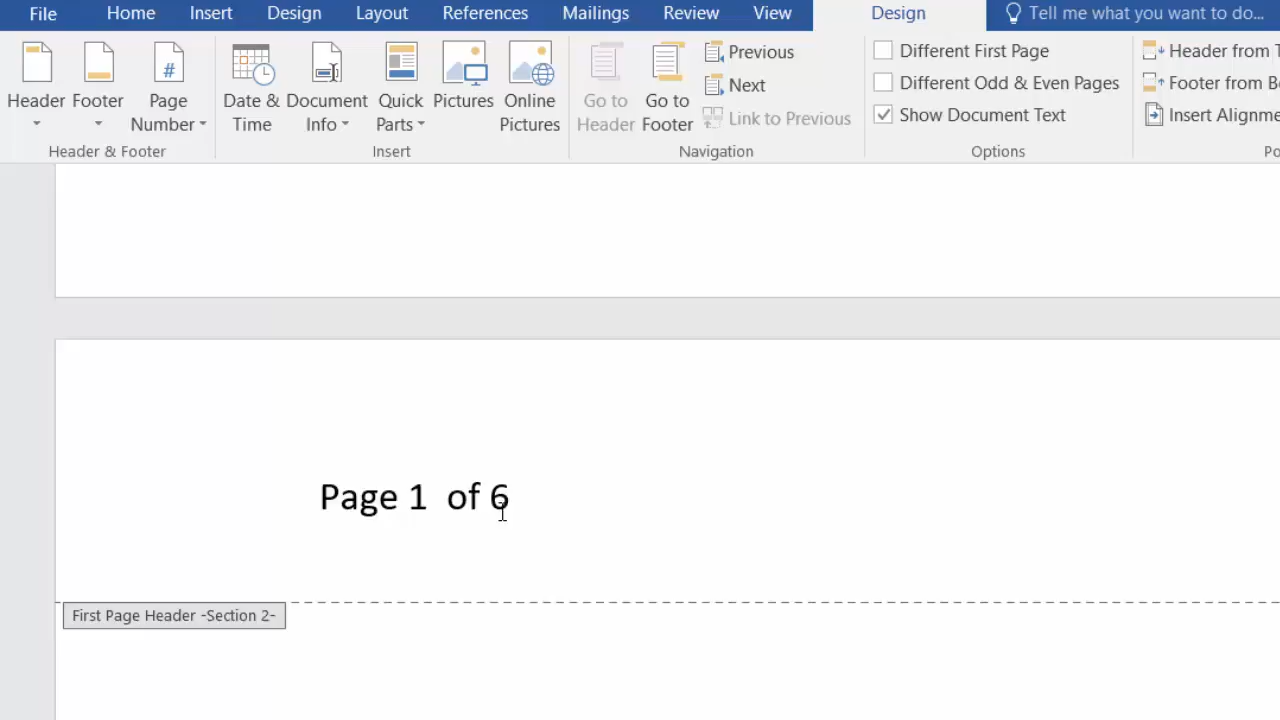 File Home Insert Design Layout References Mailings Review View Design Tell me what you want to do...
Header Footer Page Number
Header & Footer
Date & Time Document Info Quick Parts Pictures Online Pictures
Insert
Go to Header Go to Footer
Previous
Next
Link to Previous
Navigation
Different First Page
Different Odd & Even Pages
Show Document Text
Options
Header from T
Footer from B
Insert Alignme
Po
Page 1 of 6
First Page Header -Section 2-